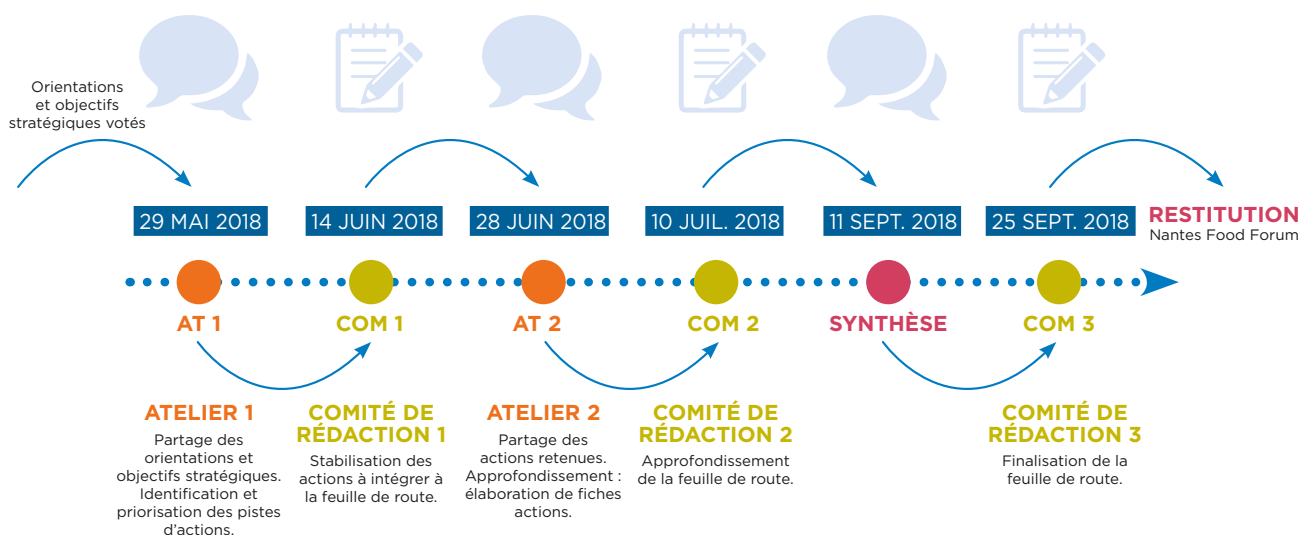 Orientations
et objectifs
stratégiques votés
29 MAI 2018
14 JUIN 2018
28 JUIN 2018
10 JUIL. 2018
11 SEPT. 2018
25 SEPT. 2018
RESTITUTION
Nantes Food Forum
AT 1
COM 1
AT 2
COM 2
SYNTHÈSE
COM 3
ATELIER 1
Partage des
orientations et
objectifs stratégiques.
Identification et
priorisation des pistes
d’actions.
COMITÉ DE
RÉDACTION 1
Stabilisation des
actions à intégrer à
la feuille de route.
ATELIER 2
Partage des
actions retenues.
Approfondissement :
élaboration de fiches
actions.
COMITÉ DE
RÉDACTION 2
Approfondissement
de la feuille de route.
COMITÉ DE
RÉDACTION 3
Finalisation de la
feuille de route.